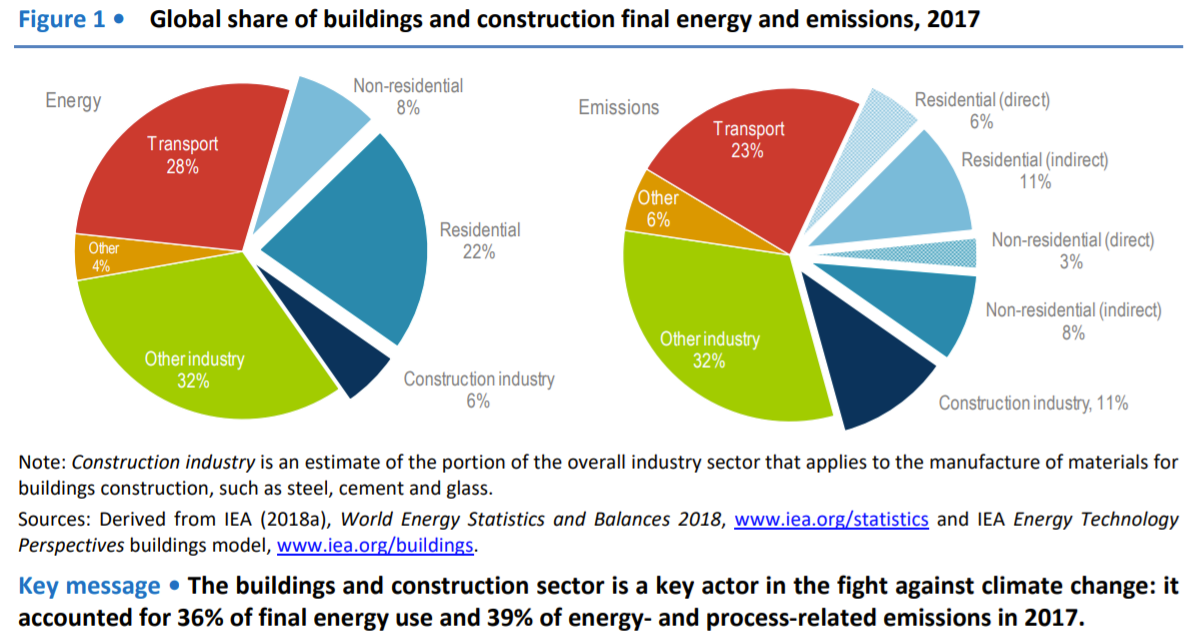 Figure 1 • Global share of buildings and construction final energy and emissions, 2017
Energy
Non-residential
8%
Transport
28%
Residential
22%
Other
4%
Other industry
32%
Construction industry
6%
Emissions
Residential (direct)
6%
Transport
23%
Residential (indirect)
11%
Other
6%
Non-residential (direct)
3%
Non-residential (indirect)
8%
Other industry
32%
Construction industry, 11%
Note: Construction industry is an estimate of the portion of the overall industry sector that applies to the manufacture of materials for
buildings construction, such as steel, cement and glass.
Sources: Derived from IEA (2018a), World Energy Statistics and Balances 2018, www.iea.org/statistics and IEA Energy Technology
Perspectives buildings model, www.iea.org/buildings.
Key message • The buildings and construction sector is a key actor in the fight against climate change: it
accounted for 36% of final energy use and 39% of energy- and process-related emissions in 2017.